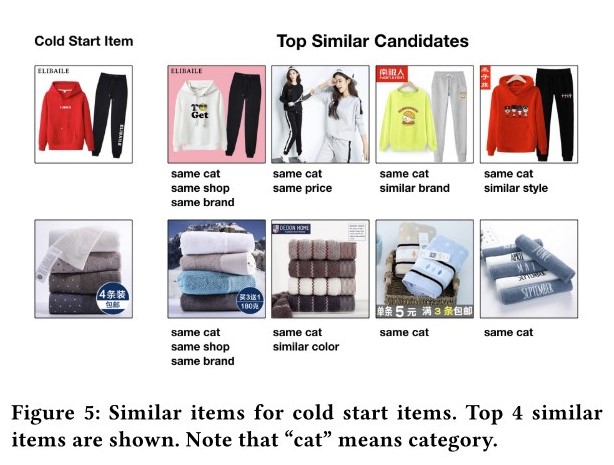 Cold Start Item
Top Similar Candidates
ELIBAILE
ELIBAILE
ELIBAILE
Get
南极人
same cat
same shop
same brand
same cat
same price
same cat
similar brand
same cat
similar style
4条装
包邮
买3送1
180克
DEDON HOME
单条5元 满3条包邮
SEPTEMBER
same cat
same shop
same brand
same cat
similar color
same cat
same cat
Figure 5: Similar items for cold start items. Top 4 similar
items are shown. Note that “cat” means category.